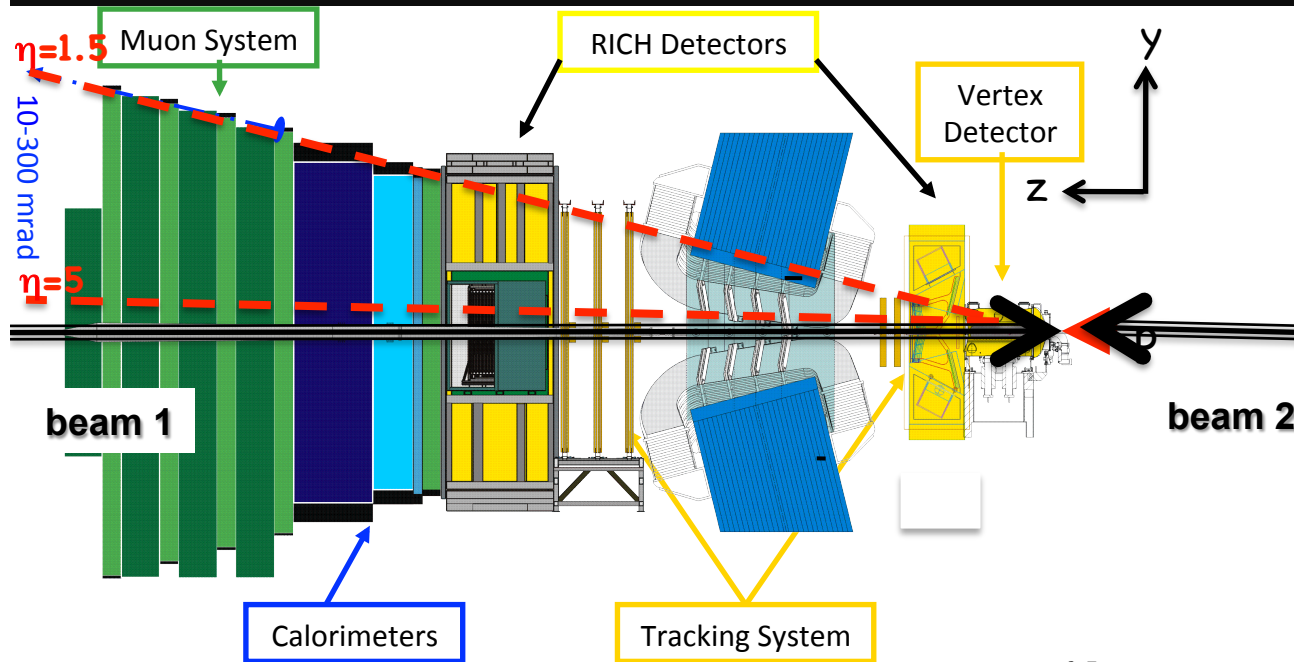 η=1.5
Muon System
RICH Detectors
y
Vertex
Detector
z
10-300 mrad
η=5
p
beam 1
beam 2
Calorimeters
Tracking System